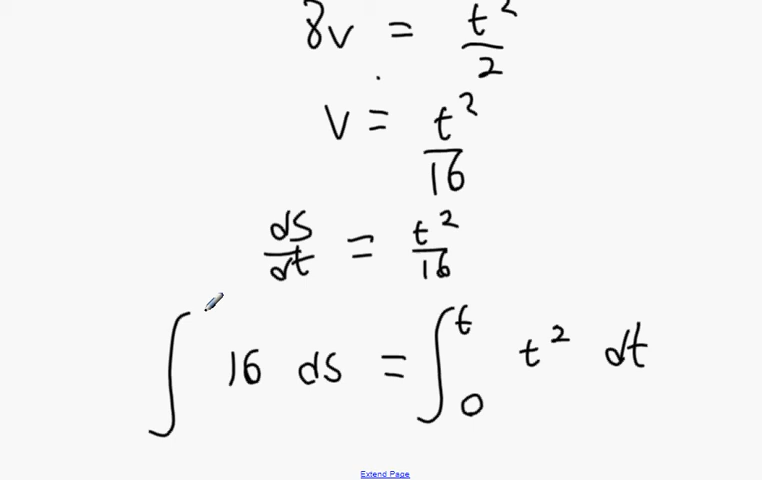 8v = t²/2
v = t²/16
ds/dt = t²/16
∫ 16 ds = ∫₀ᵗ t² dt
Extend Page